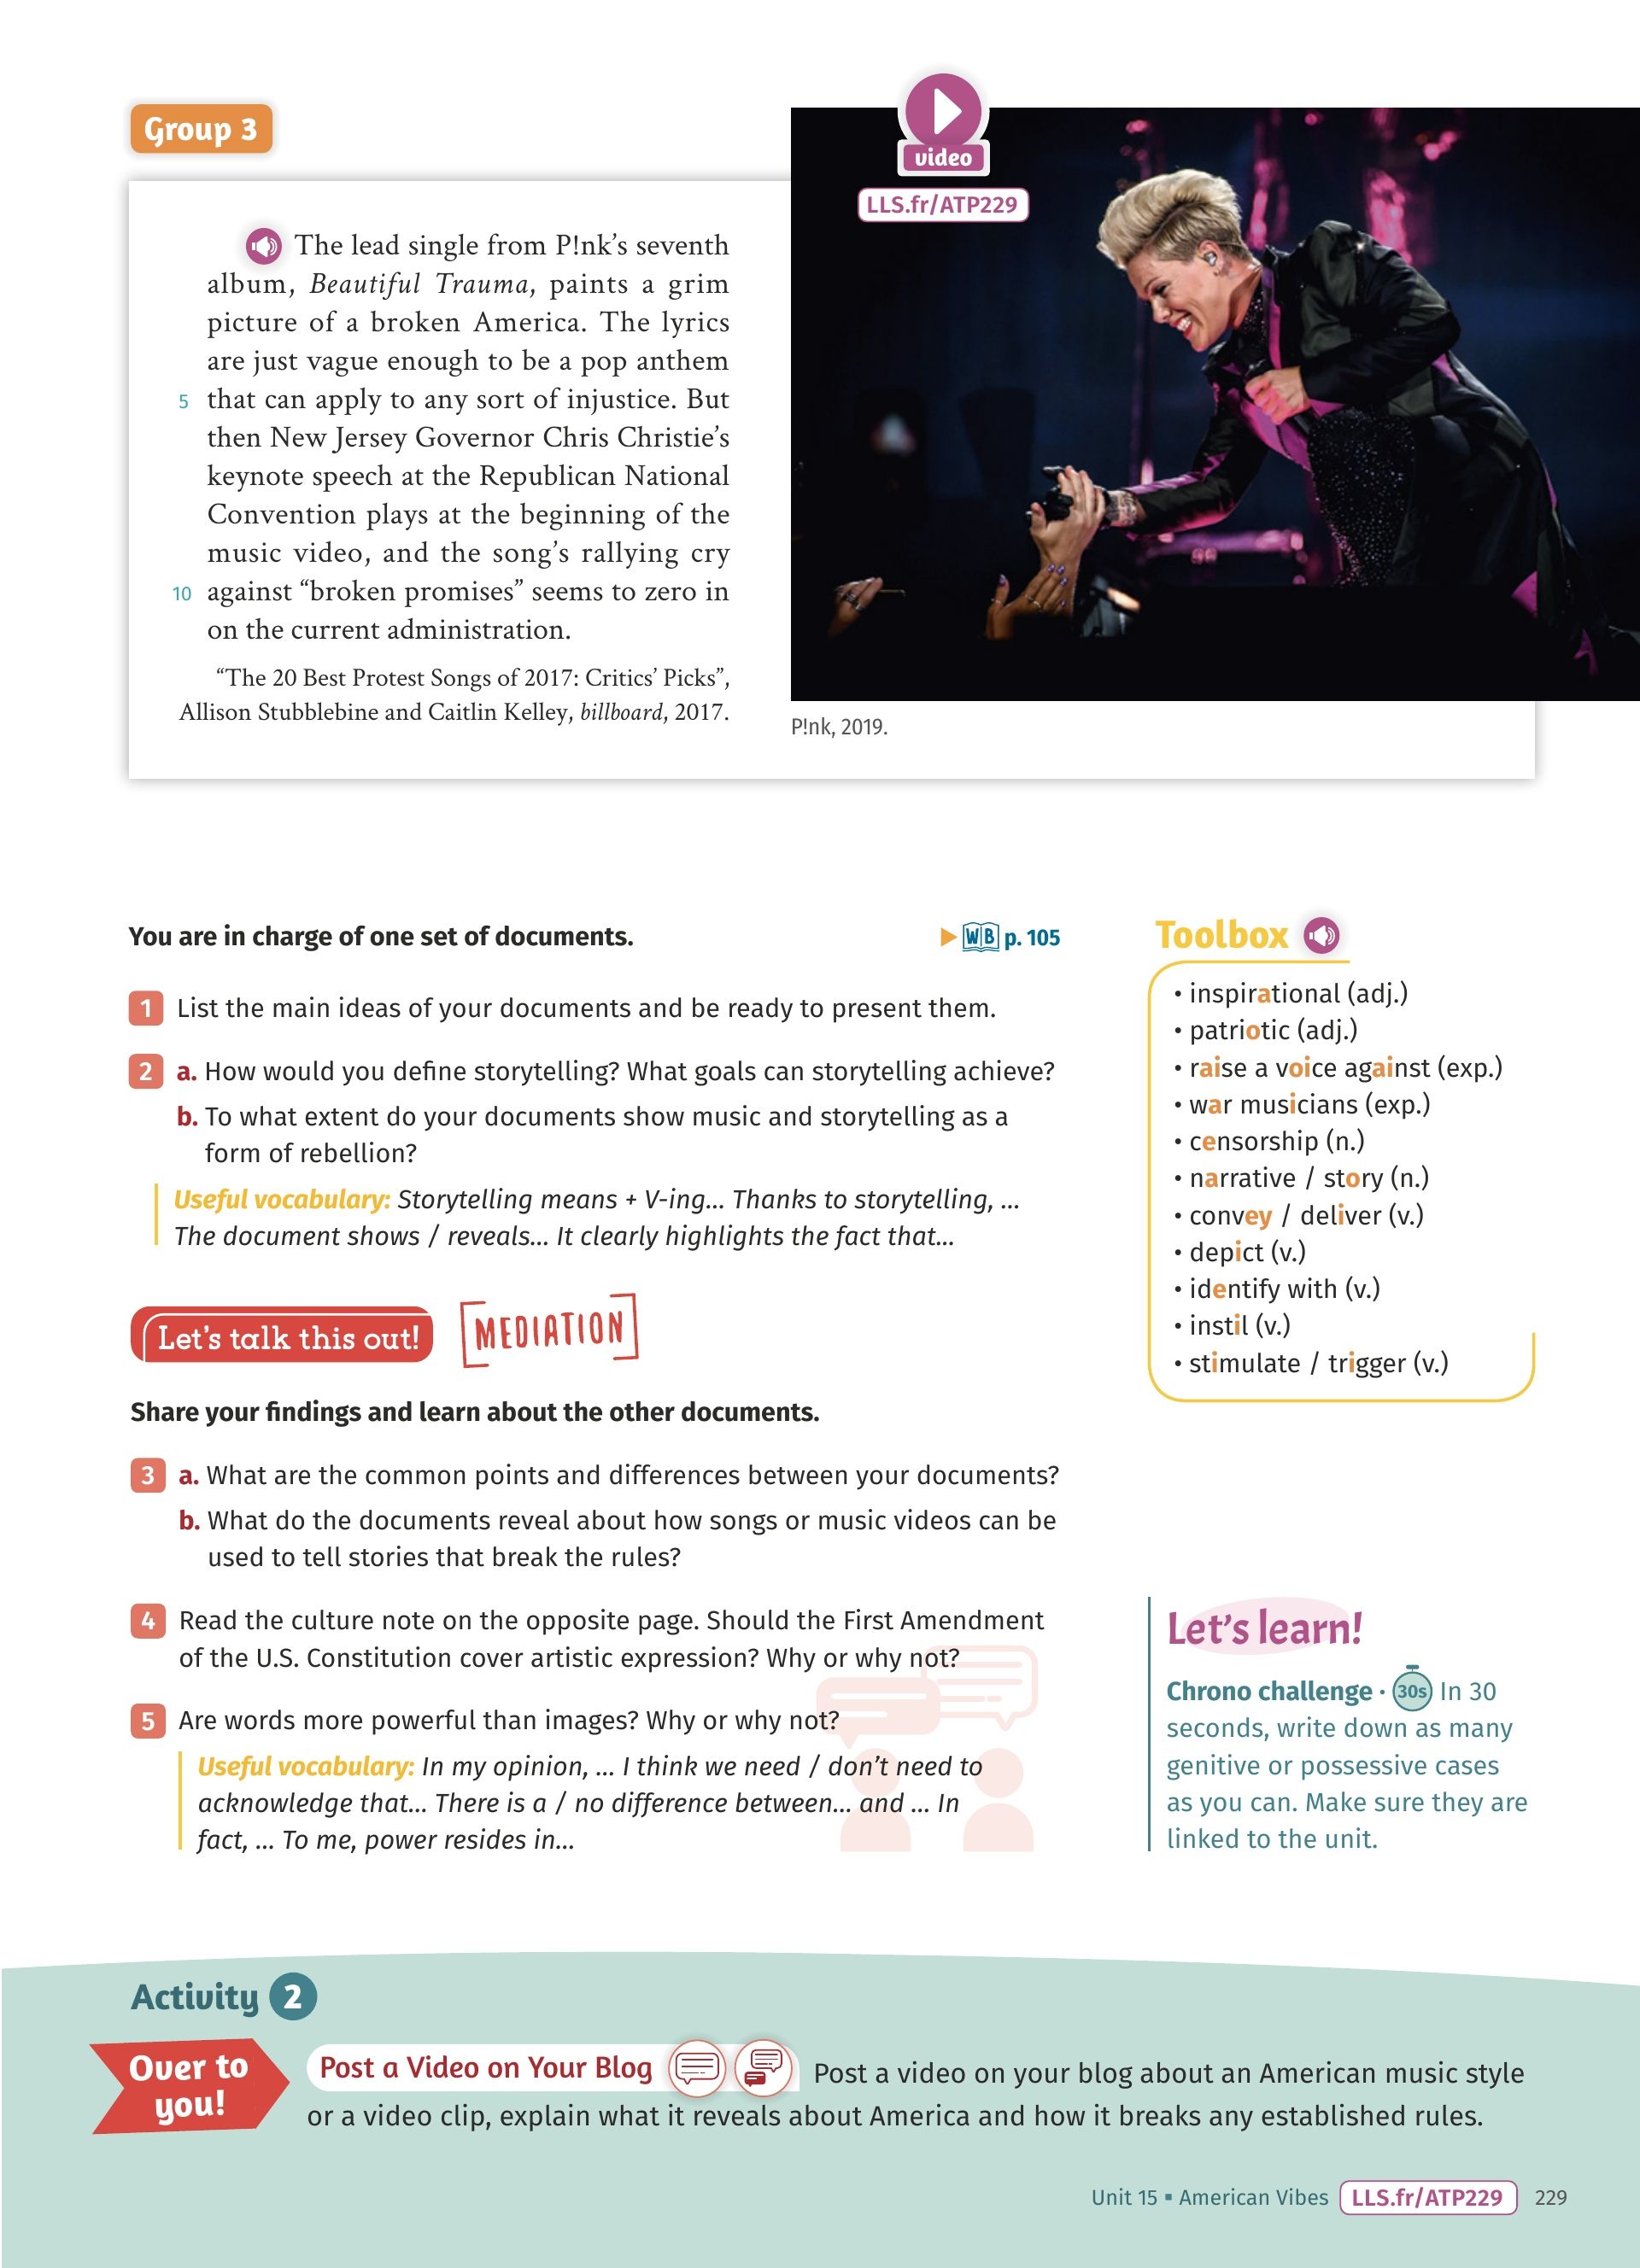 Group 3
video
LLS.fr/ATP229
The lead single from P!nk’s seventh
album, Beautiful Trauma, paints a grim
picture of a broken America. The lyrics
are just vague enough to be a pop anthem
5 that can apply to any sort of injustice. But
then New Jersey Governor Chris Christie’s
keynote speech at the Republican National
Convention plays at the beginning of the
music video, and the song’s rallying cry
10 against “broken promises” seems to zero in
on the current administration.
“The 20 Best Protest Songs of 2017: Critics’ Picks”,
Allison Stubblebine and Caitlin Kelley, billboard, 2017.
P!nk, 2019.
You are in charge of one set of documents.
WB p. 105
1 List the main ideas of your documents and be ready to present them.
2 a. How would you define storytelling? What goals can storytelling achieve?
b. To what extent do your documents show music and storytelling as a
form of rebellion?
Useful vocabulary: Storytelling means + V-ing... Thanks to storytelling, ...
The document shows / reveals... It clearly highlights the fact that...
Toolbox
• inspirational (adj.)
• patriotic (adj.)
• raise a voice against (exp.)
• war musicians (exp.)
• censorship (n.)
• narrative / story (n.)
• convey / deliver (v.)
• depict (v.)
• identify with (v.)
• instil (v.)
• stimulate / trigger (v.)
Let’s talk this out!
MEDIATION
Share your findings and learn about the other documents.
3 a. What are the common points and differences between your documents?
b. What do the documents reveal about how songs or music videos can be
used to tell stories that break the rules?
4 Read the culture note on the opposite page. Should the First Amendment
of the U.S. Constitution cover artistic expression? Why or why not?
5 Are words more powerful than images? Why or why not?
Useful vocabulary: In my opinion, ... I think we need / don’t need to
acknowledge that... There is a / no difference between... and ... In
fact, ... To me, power resides in...
Let’s learn!
Chrono challenge · 30s In 30
seconds, write down as many
genitive or possessive cases
as you can. Make sure they are
linked to the unit.
Activity 2
Over to
you!
Post a Video on Your Blog Post a video on your blog about an American music style
or a video clip, explain what it reveals about America and how it breaks any established rules.
Unit 15 ▪ American Vibes LLS.fr/ATP229 229